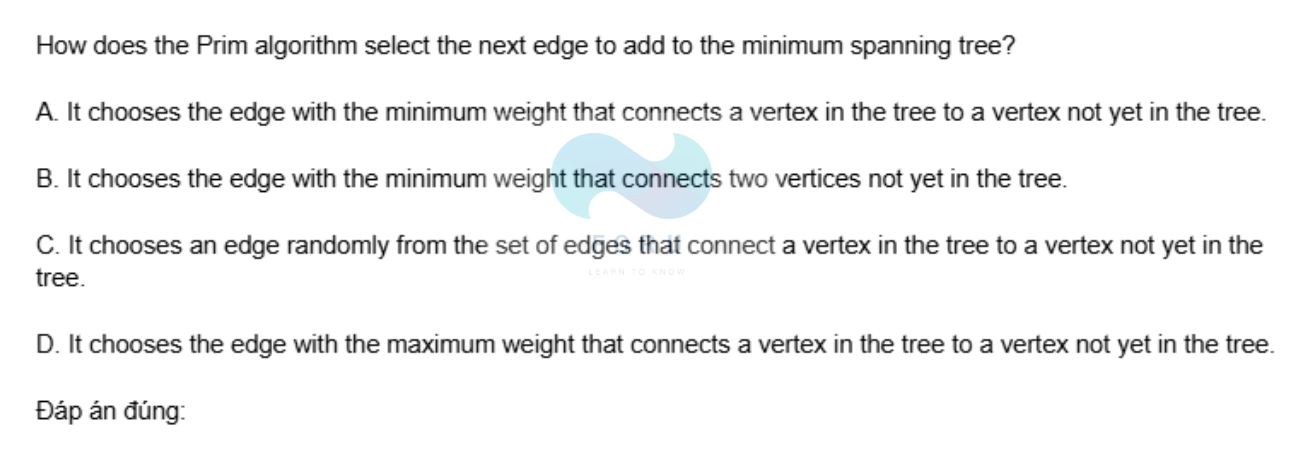 How does the Prim algorithm select the next edge to add to the minimum spanning tree?
A. It chooses the edge with the minimum weight that connects a vertex in the tree to a vertex not yet in the tree.
B. It chooses the edge with the minimum weight that connects two vertices not yet in the tree.
C. It chooses an edge randomly from the set of edges that connect a vertex in the tree to a vertex not yet in the
tree.
LEARN TO KNOW
D. It chooses the edge with the maximum weight that connects a vertex in the tree to a vertex not yet in the tree.
Đáp án đúng: